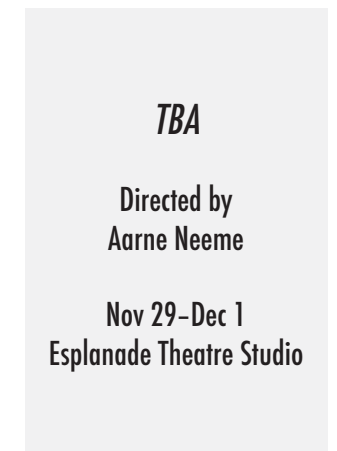 TBA
Directed by
Aarne Neeme
Nov 29–Dec 1
Esplanade Theatre Studio